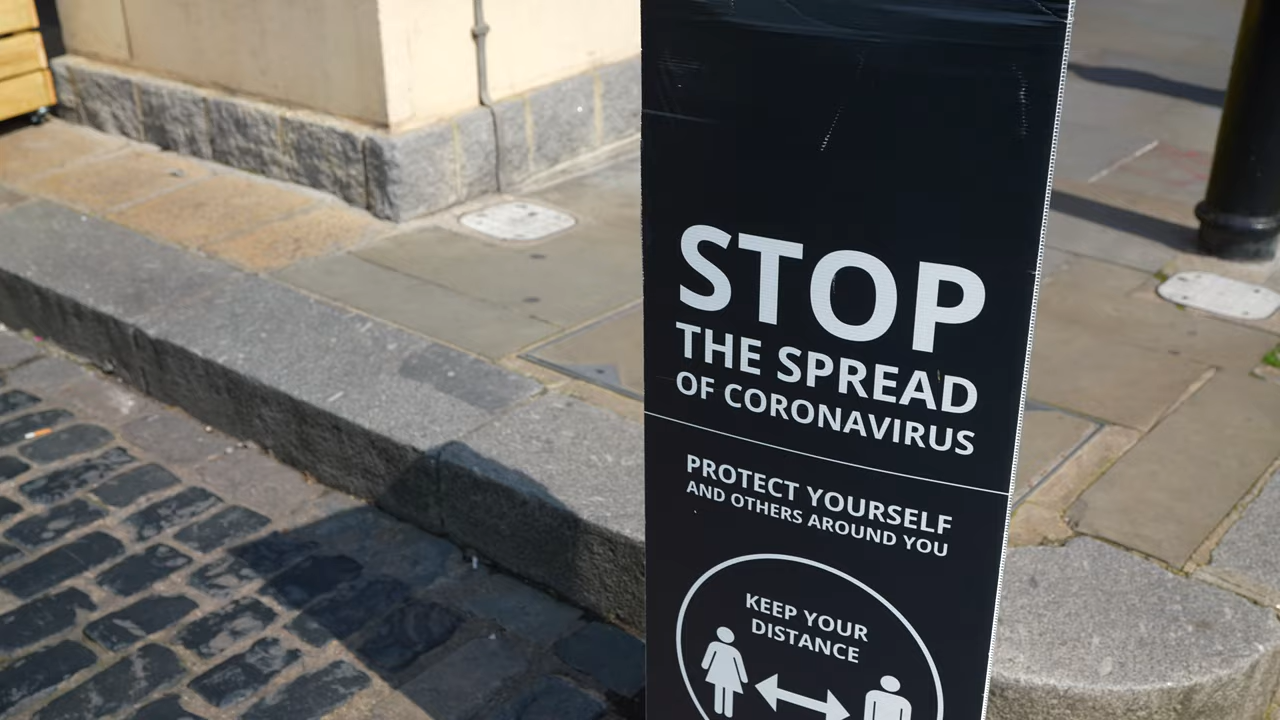 STOP
THE SPREAD
OF CORONAVIRUS
PROTECT YOURSELF
AND OTHERS AROUND YOU
KEEP YOUR
DISTANCE